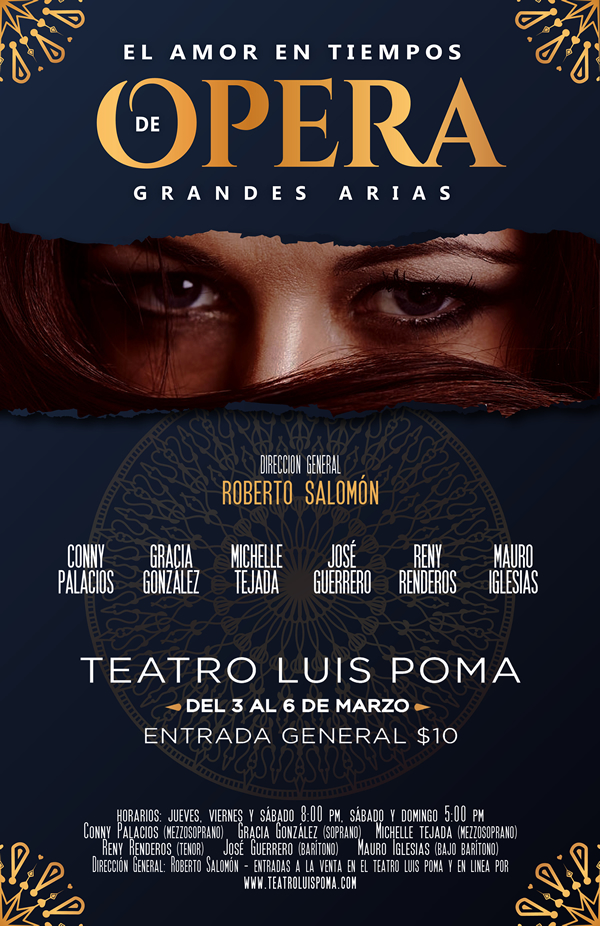 EL AMOR EN TIEMPOS
DE OPERA
GRANDES ARIAS
DIRECCION GENERAL
ROBERTO SALOMÓN
CONNY PALACIOS
GRACIA GONZÁLEZ
MICHELLE TEJADA
JOSÉ GUERRERO
RENY RENDEROS
MAURO IGLESIAS
TEATRO LUIS POMA
DEL 3 AL 6 DE MARZO
ENTRADA GENERAL $10
HORARIOS: JUEVES, VIERNES Y SÁBADO 8:00 PM, SÁBADO Y DOMINGO 5:00 PM
CONNY PALACIOS (MEZZOSOPRANO) GRACIA GONZÁLEZ (SOPRANO) MICHELLE TEJADA (MEZZOSOPRANO)
RENY RENDEROS (TENOR) JOSÉ GUERRERO (BARÍTONO) MAURO IGLESIAS (BAJO BARÍTONO)
DIRECCIÓN GENERAL: ROBERTO SALOMÓN - ENTRADAS A LA VENTA EN EL TEATRO LUIS POMA Y EN LINEA POR
WWW.TEATROLUISPOMA.COM